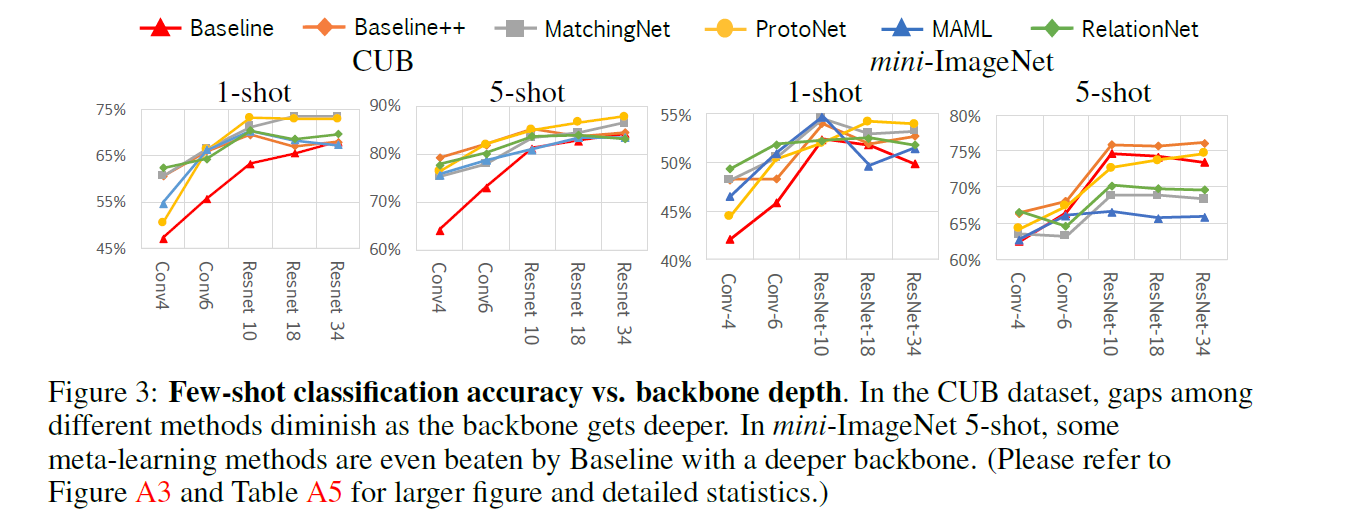 Baseline Baseline++ MatchingNet ProtoNet MAML RelationNet
CUB mini-ImageNet
1-shot 5-shot 1-shot 5-shot
75%
65%
55%
45%
Conv4 Conv6 Resnet 10 Resnet 18 Resnet 34
90%
80%
70%
60%
Conv4 Conv6 Resnet 10 Resnet 18 Resnet 34
55%
50%
45%
40%
Conv-4 Conv-6 ResNet-10 ResNet-18 ResNet-34
80%
75%
70%
65%
60%
Conv-4 Conv-6 ResNet-10 ResNet-18 ResNet-34
Figure 3: Few-shot classification accuracy vs. backbone depth. In the CUB dataset, gaps among
different methods diminish as the backbone gets deeper. In mini-ImageNet 5-shot, some
meta-learning methods are even beaten by Baseline with a deeper backbone. (Please refer to
Figure A3 and Table A5 for larger figure and detailed statistics.)